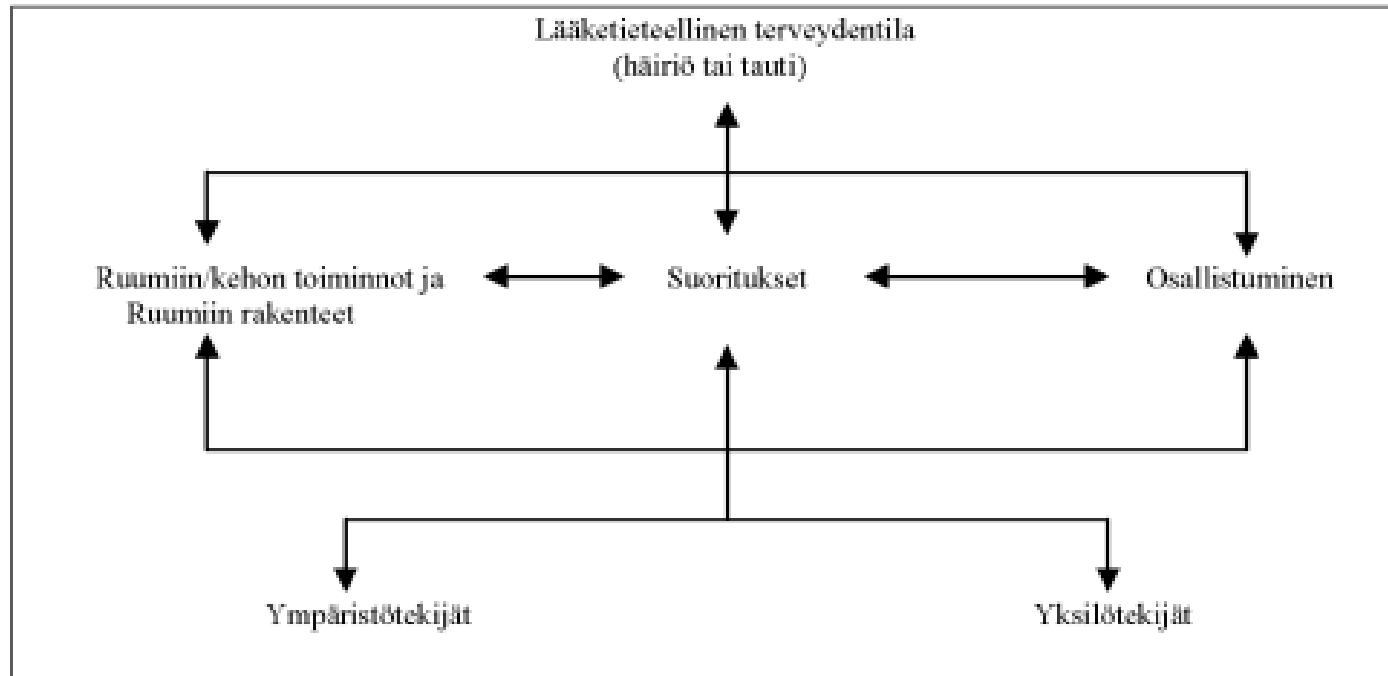 Lääketieteellinen terveydentila
(häiriö tai tauti)
Ruumiin/kehon toiminnot ja
Ruumiin rakenteet
Suoritukset
Osallistuminen
Ympäristötekijät
Yksilötekijät